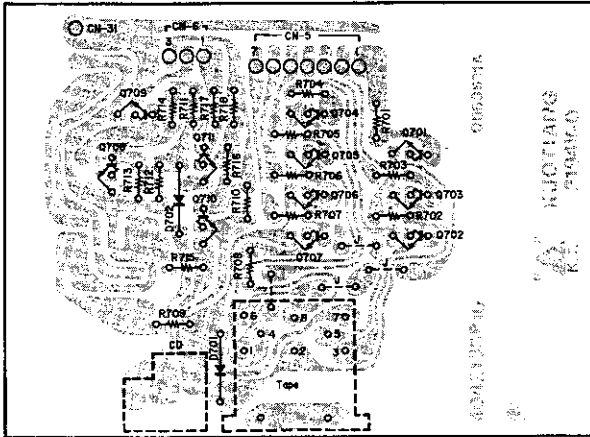 CN-31
CN-6
CN-5
R704
Q709
R714
R711
R717
R718
Q704
R701
R705
Q701
Q711
Q708
R713
R712
R716
Q705
R703
R706
D702
Q710
R710
Q706
Q703
R707
R702
Q702
Q707
J
R715
R708
J
J
J
R709
CD
D701
6
8
7
4
5
1
2
3
Tape